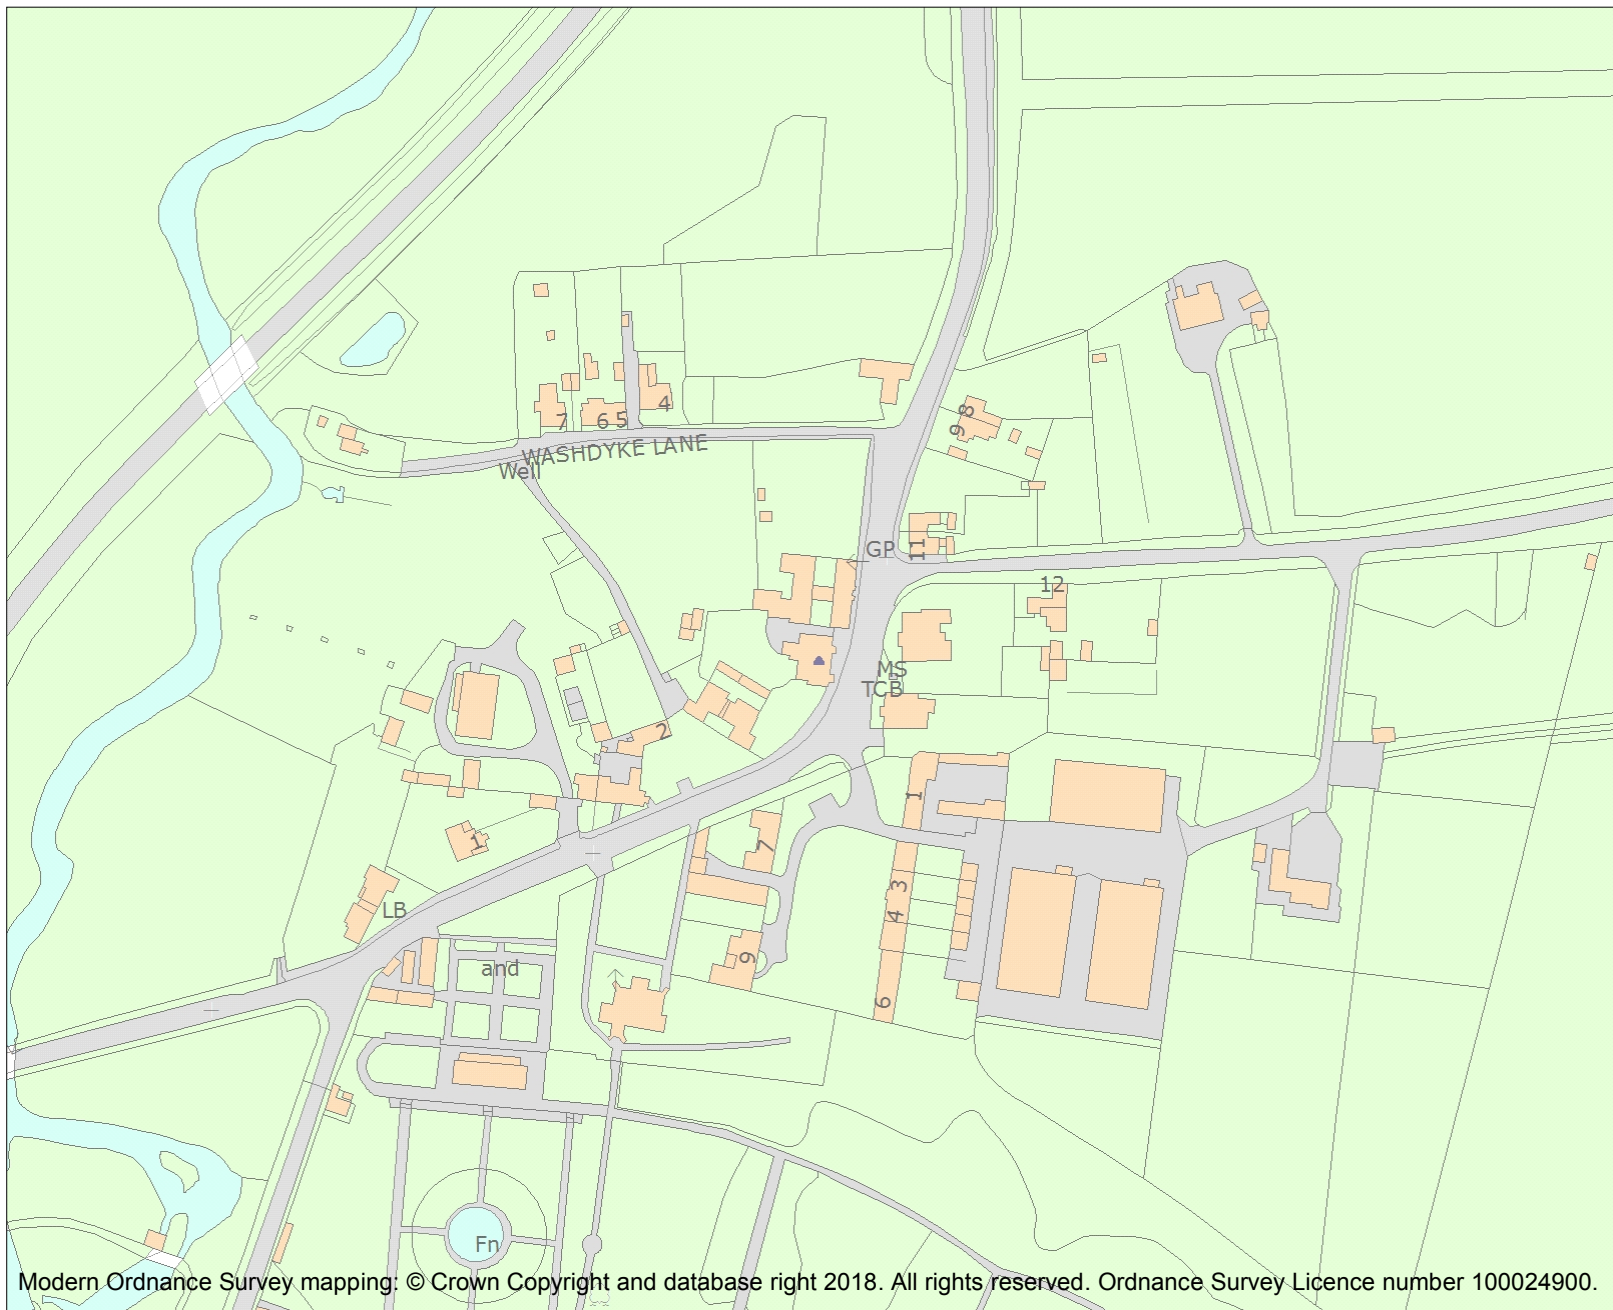 8
4
7
6 5
9
WASHDYKE LANE
Well
GP
11
12
MS
TCB
2
1
1
7
3
4
LB
9
and
6
Fn
Modern Ordnance Survey mapping: © Crown Copyright and database right 2018. All rights reserved. Ordnance Survey Licence number 100024900.